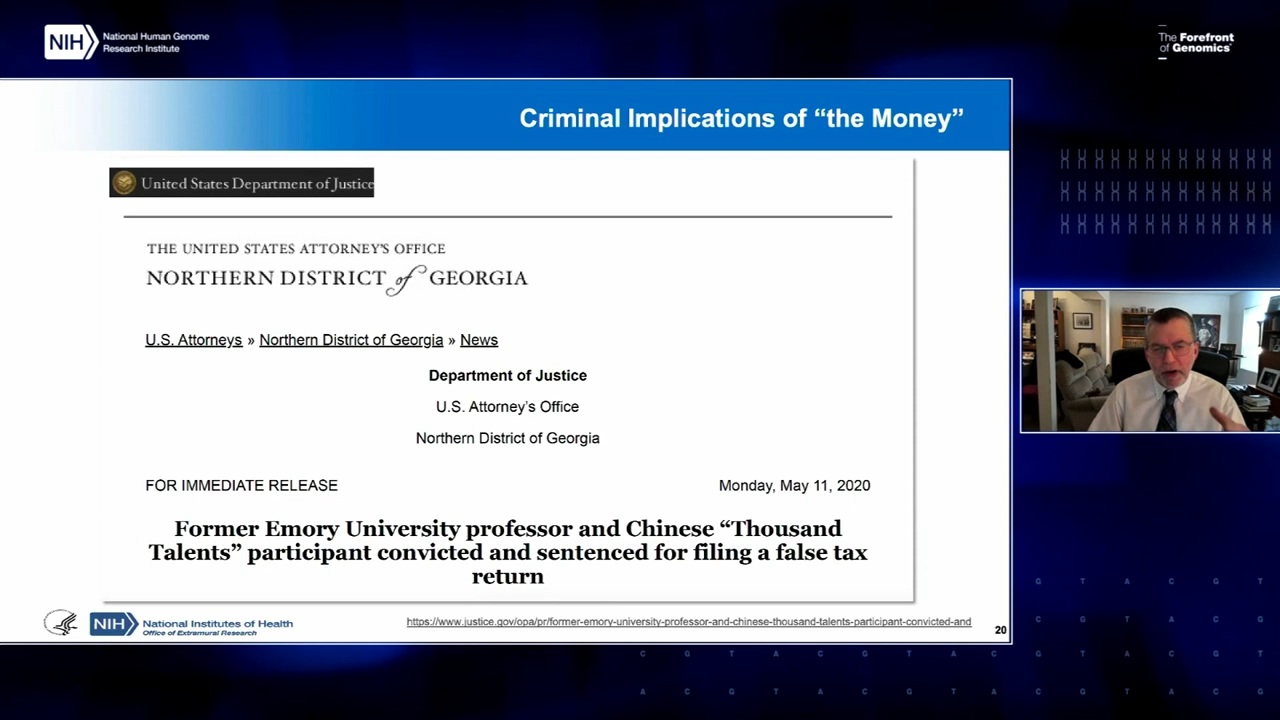 NIH
National Human Genome
Research Institute
The Forefront
of Genomics®
Criminal Implications of “the Money”
United States Department of Justice
THE UNITED STATES ATTORNEY'S OFFICE
NORTHERN DISTRICT of GEORGIA
U.S. Attorneys » Northern District of Georgia » News
Department of Justice
U.S. Attorney’s Office
Northern District of Georgia
FOR IMMEDIATE RELEASE
Monday, May 11, 2020
Former Emory University professor and Chinese “Thousand
Talents” participant convicted and sentenced for filing a false tax
return
NIH
National Institutes of Health
Office of Extramural Research
https://www.justice.gov/opa/pr/former-emory-university-professor-and-chinese-thousand-talents-participant-convicted-and
20
G T A C G T
C G T A C G T
C G T A C G T A C G T A C G T A C G T
A C G T A C G T A C G T A C G T A C G